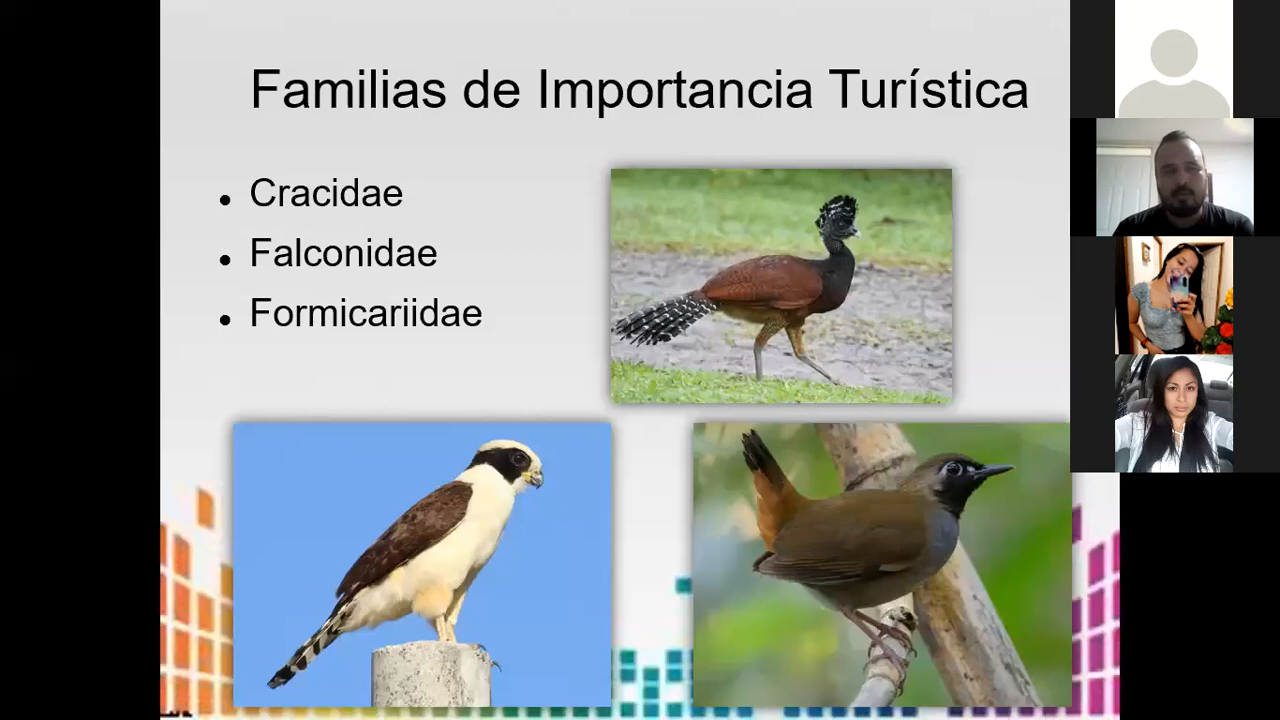 Familias de Importancia Turística
Cracidae
Falconidae
Formicariidae